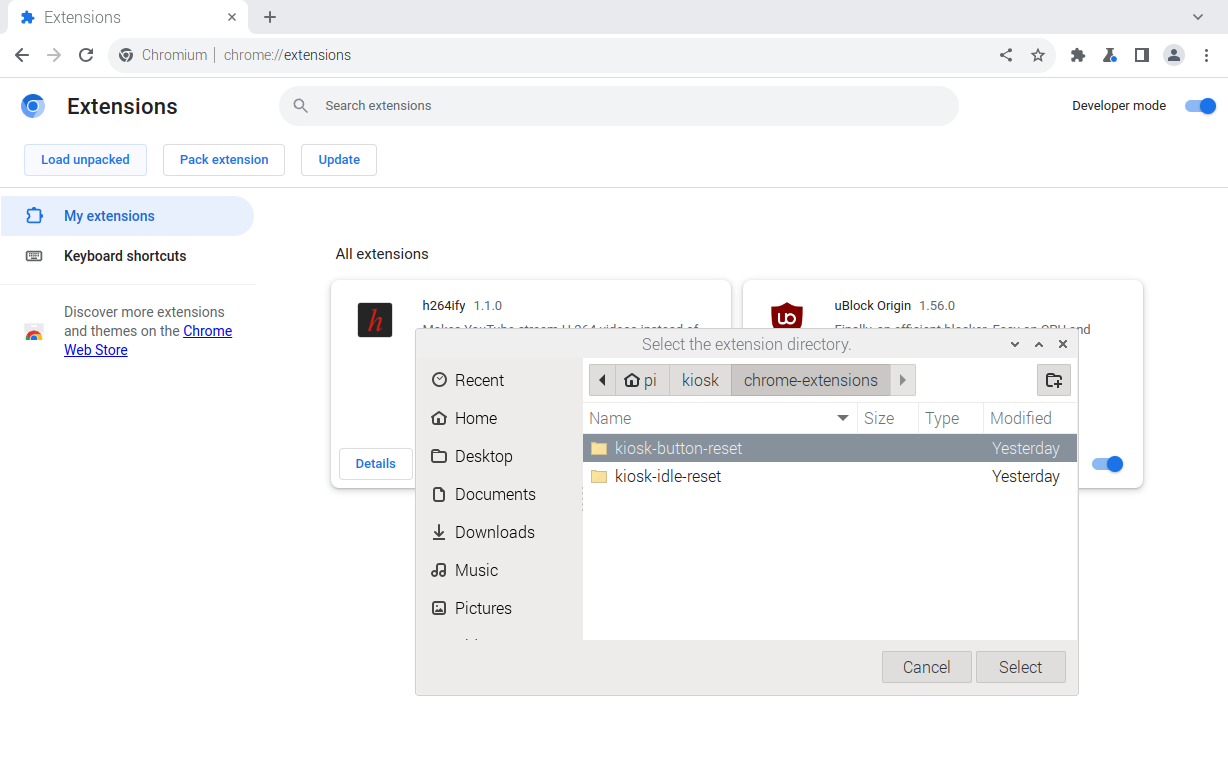 Extensions
Chromium | chrome://extensions
Extensions
Search extensions
Developer mode
Load unpacked
Pack extension
Update
My extensions
Keyboard shortcuts
Discover more extensions
and themes on the Chrome
Web Store
All extensions
h264ify 1.1.0
Makes YouTube stream H.264 videos instead of
Details
uBlock Origin 1.56.0
Finally, an efficient blocker. Easy on CPU and
Select the extension directory.
Recent
Home
Desktop
Documents
Downloads
Music
Pictures
pi
kiosk
chrome-extensions
Name
Size
Type
Modified
kiosk-button-reset
Yesterday
kiosk-idle-reset
Yesterday
Cancel
Select